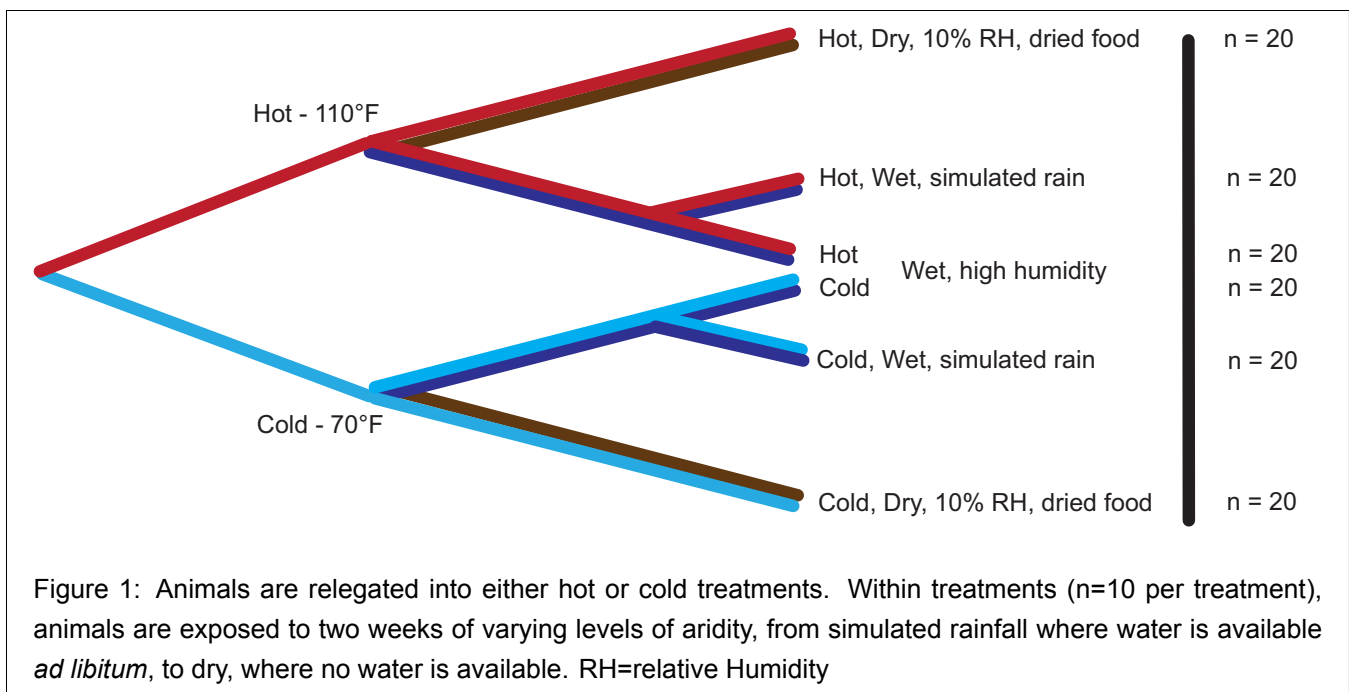 Hot, Dry, 10% RH, dried food n = 20
Hot - 110°F
Hot, Wet, simulated rain n = 20
Hot n = 20
Wet, high humidity
Cold n = 20
Cold, Wet, simulated rain n = 20
Cold - 70°F
Cold, Dry, 10% RH, dried food n = 20
Figure 1: Animals are relegated into either hot or cold treatments. Within treatments (n=10 per treatment),
animals are exposed to two weeks of varying levels of aridity, from simulated rainfall where water is available
ad libitum, to dry, where no water is available. RH=relative Humidity